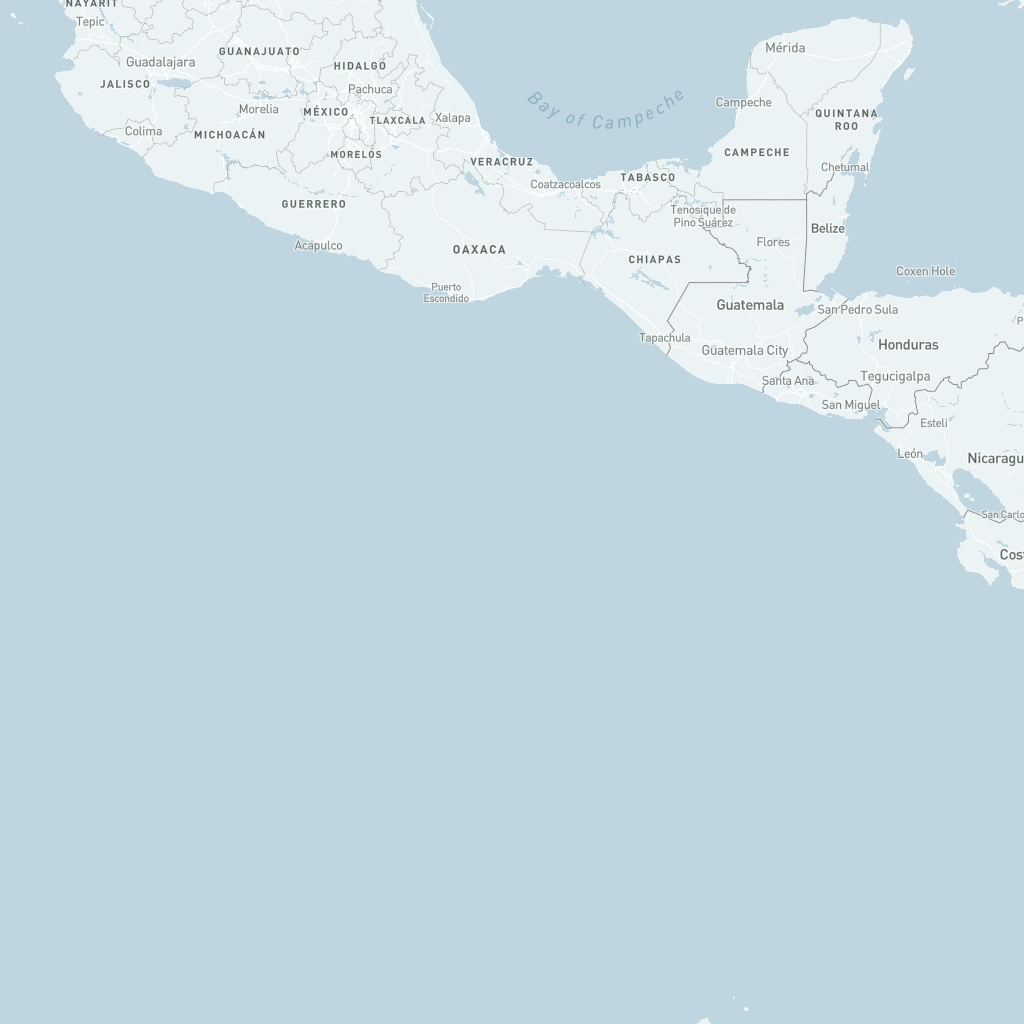 NAYARIT
Tepic
GUANAJUATO
Guadalajara
HIDALGO
JALISCO
Pachuca
Mérida
Bay of Campeche
Campeche
Morelia
MÉXICO
TLAXCALA
Xalapa
QUINTANA
ROO
Colima
MICHOACÁN
MORELOS
VERACRUZ
CAMPECHE
Chetumal
Coatzacoalcos
TABASCO
GUERRERO
Tenosique de
Pino Suárez
Belize
Acapulco
OAXACA
CHIAPAS
Flores
Coxen Hole
Puerto
Escondido
Guatemala
San Pedro Sula
P
Tapachula
Guatemala City
Honduras
Santa Ana
Tegucigalpa
San Miguel
Esteli
León
Nicaragu
San Carlo
Cost